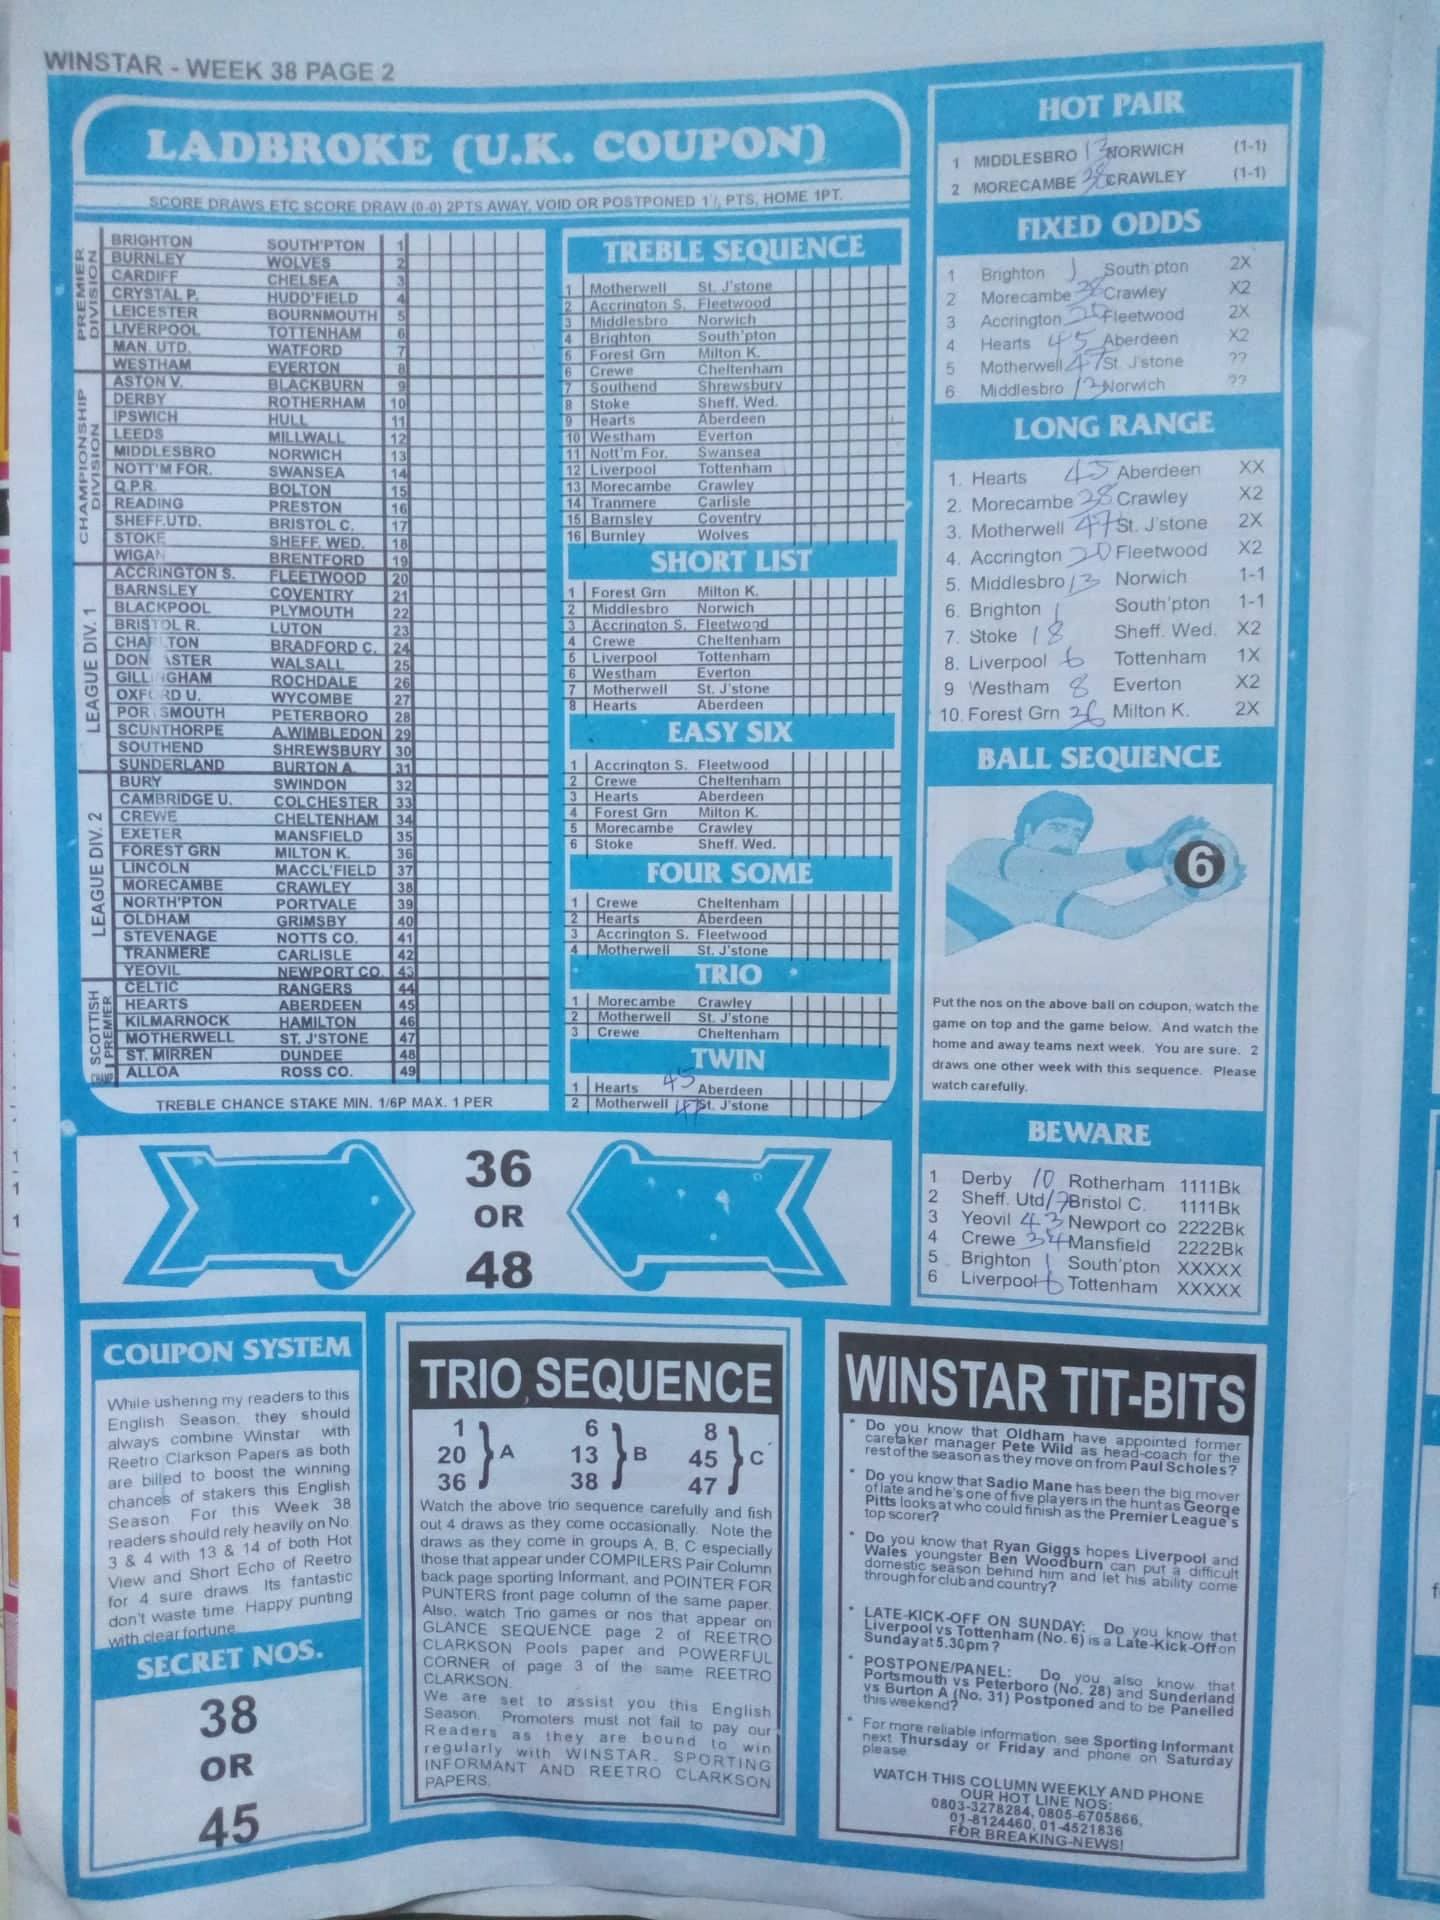 WINSTAR - WEEK 38 PAGE 2
LADBROKE (U.K. COUPON)
SCORE DRAWS ETC SCORE DRAW (0-0) 2PTS AWAY, VOID OR POSTPONED 1½ PTS, HOME 1PT.
PREMIER DIVISION
BRIGHTON SOUTH'PTON 1
BURNLEY WOLVES 2
CARDIFF CHELSEA 3
CRYSTAL P. HUDD'FIELD 4
LEICESTER BOURNMOUTH 5
LIVERPOOL TOTTENHAM 6
MAN. UTD. WATFORD 7
WESTHAM EVERTON 8
CHAMPIONSHIP DIVISION
ASTON V. BLACKBURN 9
DERBY ROTHERHAM 10
IPSWICH HULL 11
LEEDS MILLWALL 12
MIDDLESBRO NORWICH 13
NOTT'M FOR. SWANSEA 14
Q.P.R. BOLTON 15
READING PRESTON 16
SHEFF.UTD. BRISTOL C. 17
STOKE SHEFF. WED. 18
WIGAN BRENTFORD 19
LEAGUE DIV. 1
ACCRINGTON S. FLEETWOOD 20
BARNSLEY COVENTRY 21
BLACKPOOL PLYMOUTH 22
BRISTOL R. LUTON 23
CHARLTON BRADFORD C. 24
DONCASTER WALSALL 25
GILLINGHAM ROCHDALE 26
OXFORD U. WYCOMBE 27
PORTSMOUTH PETERBORO 28
SCUNTHORPE A.WIMBLEDON 29
SOUTHEND SHREWSBURY 30
SUNDERLAND BURTON A. 31
LEAGUE DIV. 2
BURY SWINDON 32
CAMBRIDGE U. COLCHESTER 33
CREWE CHELTENHAM 34
EXETER MANSFIELD 35
FOREST GRN MILTON K. 36
LINCOLN MACCL'FIELD 37
MORECAMBE CRAWLEY 38
NORTH'PTON PORTVALE 39
OLDHAM GRIMSBY 40
STEVENAGE NOTTS CO. 41
TRANMERE CARLISLE 42
YEOVIL NEWPORT CO. 43
SCOTTISH PREMIER
CELTIC RANGERS 44
HEARTS ABERDEEN 45
KILMARNOCK HAMILTON 46
MOTHERWELL ST. J'STONE 47
ST. MIRREN DUNDEE 48
CHAMP
ALLOA ROSS CO. 49
TREBLE CHANCE STAKE MIN. 1/6P MAX. 1 PER
TREBLE SEQUENCE
1 Motherwell St. J'stone
2 Accrington S. Fleetwood
3 Middlesbro Norwich
4 Brighton South'pton
5 Forest Grn Milton K.
6 Crewe Cheltenham
7 Southend Shrewsbury
8 Stoke Sheff. Wed.
9 Hearts Aberdeen
10 Westham Everton
11 Nott'm For. Swansea
12 Liverpool Tottenham
13 Morecambe Crawley
14 Tranmere Carlisle
15 Barnsley Coventry
16 Burnley Wolves
SHORT LIST
1 Forest Grn Milton K.
2 Middlesbro Norwich
3 Accrington S. Fleetwood
4 Crewe Cheltenham
5 Liverpool Tottenham
6 Westham Everton
7 Motherwell St. J'stone
8 Hearts Aberdeen
EASY SIX
1 Accrington S. Fleetwood
2 Crewe Cheltenham
3 Hearts Aberdeen
4 Forest Grn Milton K.
5 Morecambe Crawley
6 Stoke Sheff. Wed.
FOUR SOME
1 Crewe Cheltenham
2 Hearts Aberdeen
3 Accrington S. Fleetwood
4 Motherwell St. J'stone
TRIO
1 Morecambe Crawley
2 Motherwell St. J'stone
3 Crewe Cheltenham
TWIN
1 Hearts 45 Aberdeen
2 Motherwell 47 St. J'stone
HOT PAIR
1 MIDDLESBRO 13 NORWICH (1-1)
2 MORECAMBE 38 CRAWLEY (1-1)
FIXED ODDS
1 Brighton 1 South'pton 2X
2 Morecambe 38 Crawley X2
3 Accrington 20 Fleetwood 2X
4 Hearts 45 Aberdeen X2
5 Motherwell 47 St. J'stone ??
6 Middlesbro 13 Norwich ??
LONG RANGE
1. Hearts 45 Aberdeen XX
2. Morecambe 38 Crawley X2
3. Motherwell 47 St. J'stone 2X
4. Accrington 20 Fleetwood X2
5. Middlesbro 13 Norwich 1-1
6. Brighton 1 South'pton 1-1
7. Stoke 18 Sheff. Wed. X2
8. Liverpool 6 Tottenham 1X
9 Westham 8 Everton X2
10. Forest Grn 36 Milton K. 2X
BALL SEQUENCE
6
Put the nos on the above ball on coupon, watch the
game on top and the game below. And watch the
home and away teams next week. You are sure. 2
draws one other week with this sequence. Please
watch carefully.
BEWARE
1 Derby 10 Rotherham 1111Bk
2 Sheff. Utd 17 Bristol C. 1111Bk
3 Yeovil 43 Newport co 2222Bk
4 Crewe 34 Mansfield 2222Bk
5 Brighton 1 South'pton XXXXX
6 Liverpool 6 Tottenham XXXXX
36
OR
48
COUPON SYSTEM
While ushering my readers to this
English Season, they should
always combine Winstar with
Reetro Clarkson Papers as both
are billed to boost the winning
chances of stakers this English
Season. For this Week 38
readers should rely heavily on No.
3 & 4 with 13 & 14 of both Hot
View and Short Echo of Reetro
for 4 sure draws. Its fantastic
don't waste time. Happy punting
with clear fortune.
SECRET NOS.
38
OR
45
TRIO SEQUENCE
1 6 8
20 A 13 B 45 C
36 38 47
Watch the above trio sequence carefully and fish
out 4 draws as they come occasionally. Note the
draws as they come in groups A, B, C especially
those that appear under COMPILERS Pair Column
back page sporting Informant, and POINTER FOR
PUNTERS front page column of the same paper.
Also, watch Trio games or nos that appear on
GLANCE SEQUENCE page 2 of REETRO
CLARKSON Pools paper and POWERFUL
CORNER of page 3 of the same REETRO
CLARKSON.
We are set to assist you this English
Season. Promoters must not fail to pay our
Readers as they are bound to win
regularly with WINSTAR, SPORTING
INFORMANT AND REETRO CLARKSON
PAPERS.
WINSTAR TIT-BITS
* Do you know that Oldham have appointed former
caretaker manager Pete Wild as head-coach for the
rest of the season as they move on from Paul Scholes?
* Do you know that Sadio Mane has been the big mover
of late and he's one of five players in the hunt as George
Pitts looks at who could finish as the Premier League's
top scorer?
* Do you know that Ryan Giggs hopes Liverpool and
Wales youngster Ben Woodburn can put a difficult
domestic season behind him and let his ability come
through for club and country?
* LATE-KICK-OFF ON SUNDAY: Do you know that
Liverpool vs Tottenham (No. 6) is a Late-Kick-Off on
Sunday at 5.30pm?
* POSTPONE/PANEL: Do you also know that
Portsmouth vs Peterboro (No. 28) and Sunderland
vs Burton A (No. 31) Postponed and to be Panelled
this weekend?
* For more reliable information, see Sporting Informant
next Thursday or Friday and phone on Saturday
please.
WATCH THIS COLUMN WEEKLY AND PHONE
OUR HOT LINE NOS:
0803-3278284, 0805-6705866,
01-8124460, 01-4521836
FOR BREAKING-NEWS!